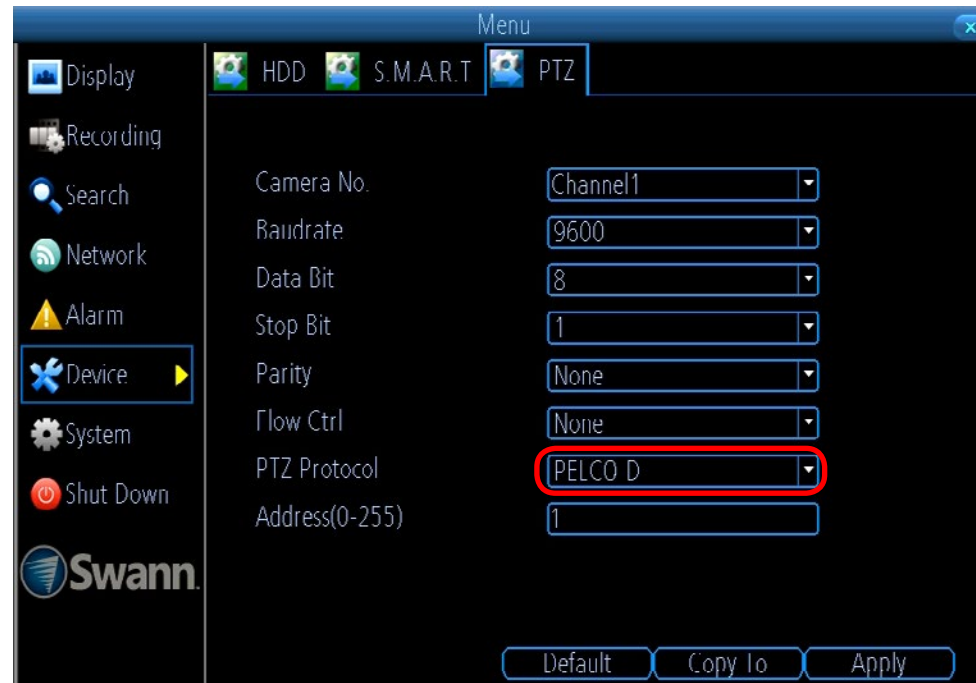 Menu
Display
Recording
Search
Network
Alarm
Device
System
Shut Down
Swann
HDD S.M.A.R.T PTZ
Camera No. Channel1
Baudrate 9600
Data Bit 8
Stop Bit 1
Parity None
Flow Ctrl None
PTZ Protocol PELCO D
Address(0-255) 1
Default Copy To Apply